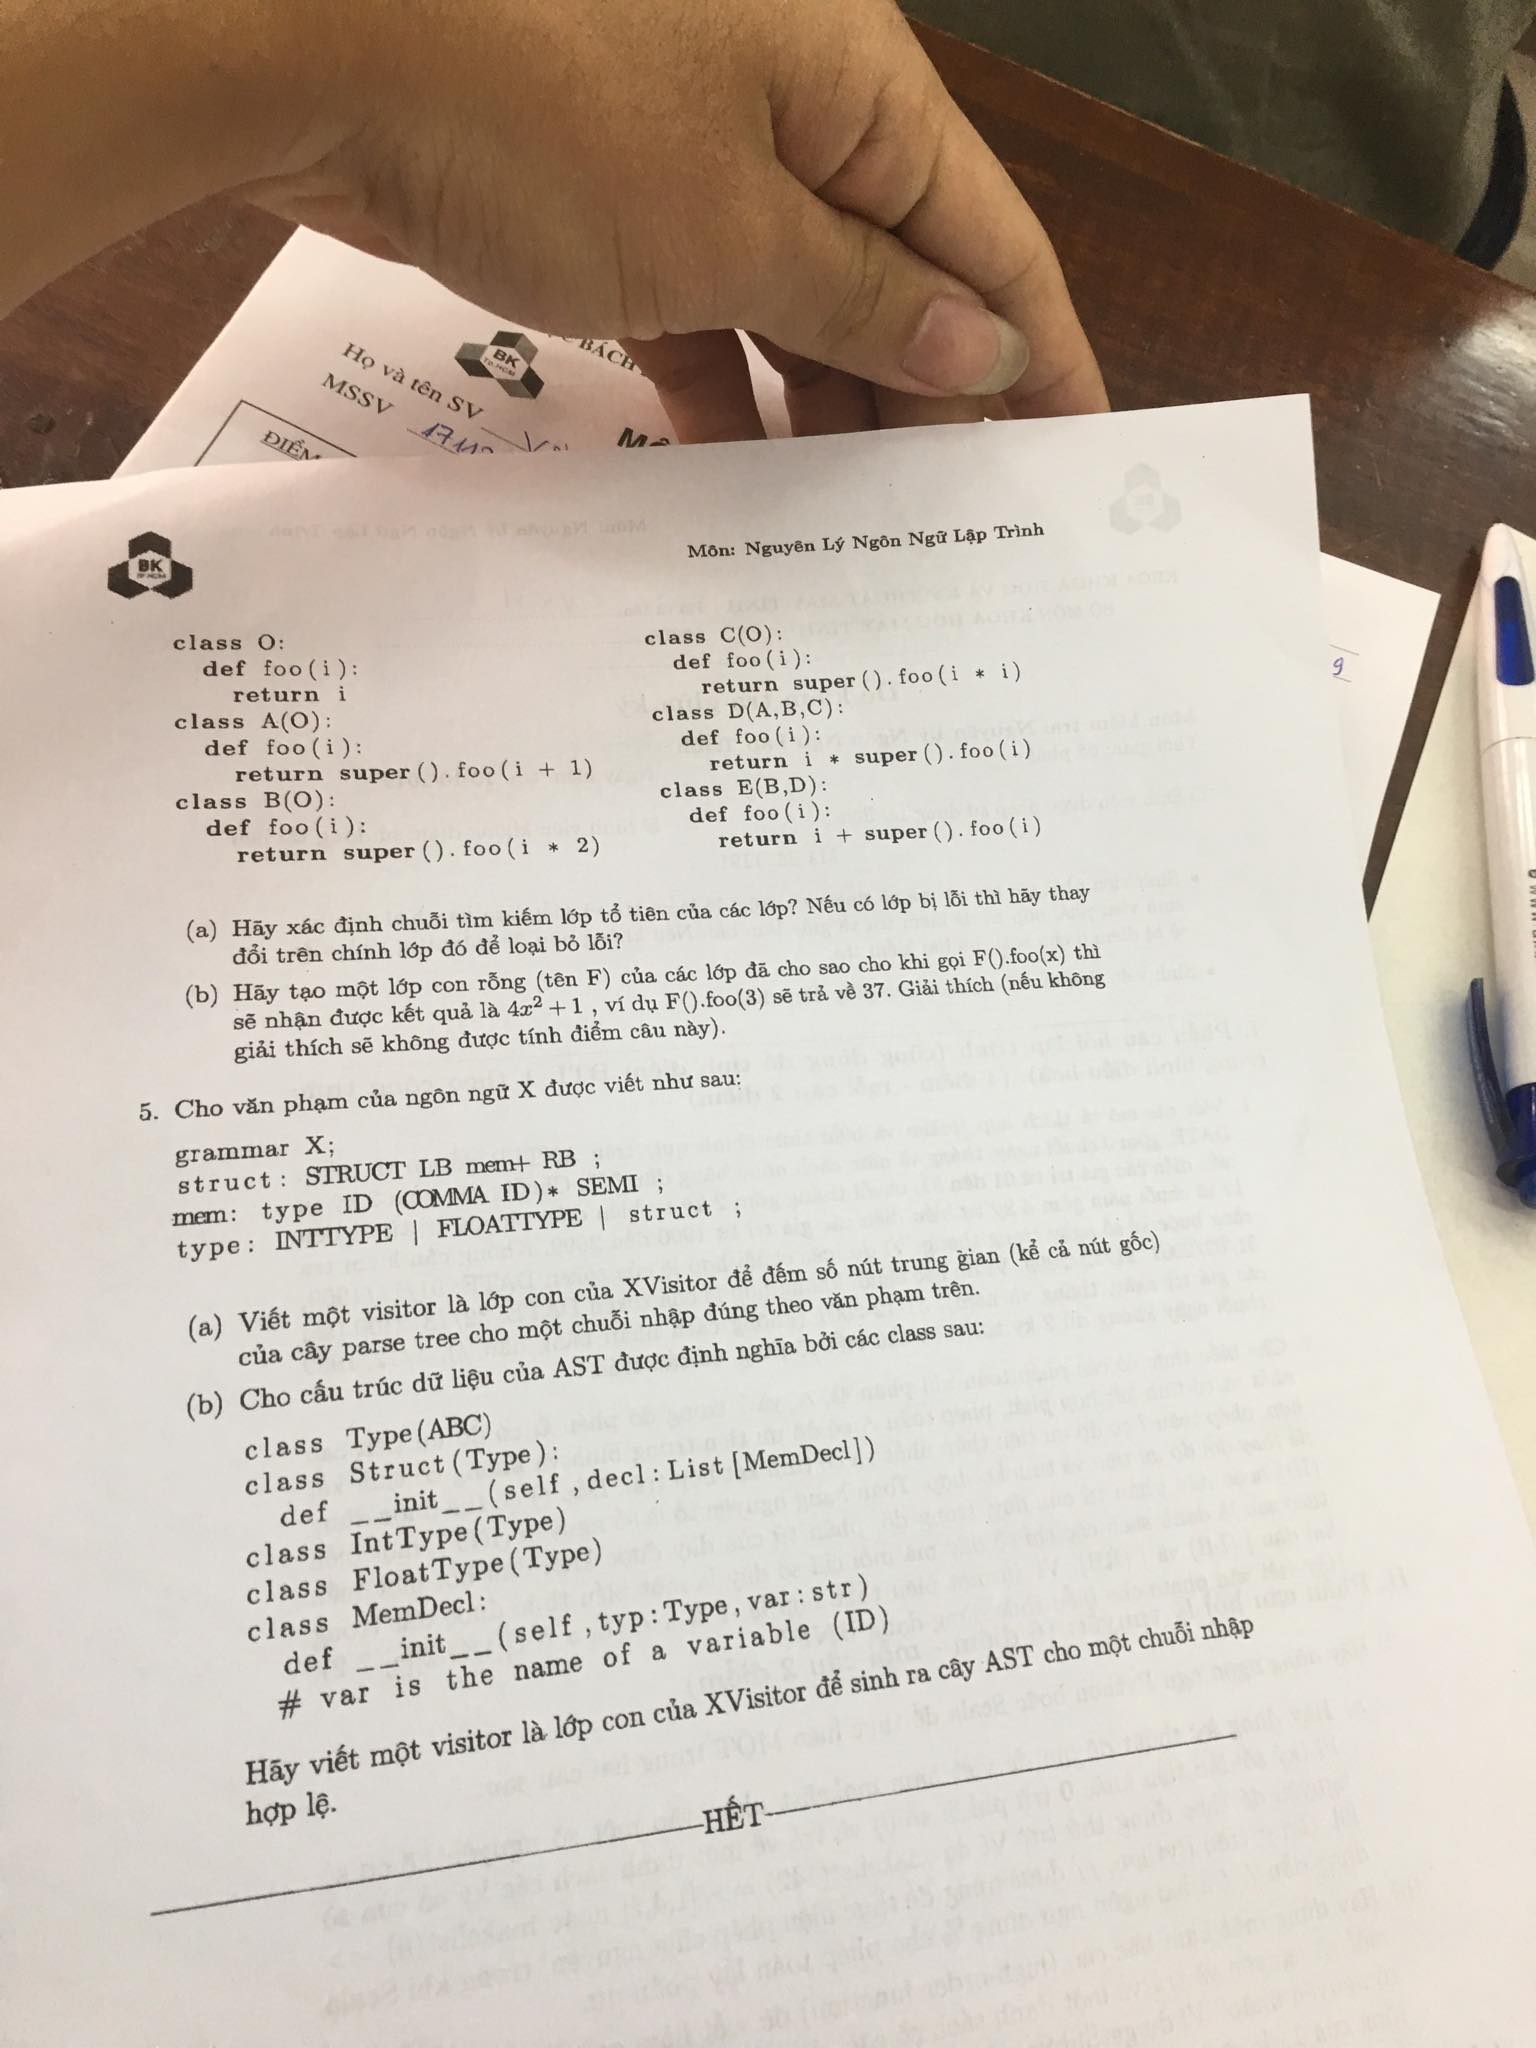 BK
TP.HCM
BÁCH
Họ và tên SV
MSSV
ĐIỂM
BK
TP.HCM
Môn: Nguyên Lý Ngôn Ngữ Lập Trình
class O:
def foo(i):
return i
class A(O):
def foo(i):
return super().foo(i + 1)
class B(O):
def foo(i):
return super().foo(i * 2)
class C(O):
def foo(i):
return super().foo(i * i)
class D(A,B,C):
def foo(i):
return i * super().foo(i)
class E(B,D):
def foo(i):
return i + super().foo(i)
(a) Hãy xác định chuỗi tìm kiếm lớp tổ tiên của các lớp? Nếu có lớp bị lỗi thì hãy thay
đổi trên chính lớp đó để loại bỏ lỗi?
(b) Hãy tạo một lớp con rỗng (tên F) của các lớp đã cho sao cho khi gọi F().foo(x) thì
sẽ nhận được kết quả là 4x² + 1 , ví dụ F().foo(3) sẽ trả về 37. Giải thích (nếu không
giải thích sẽ không được tính điểm câu này).
5. Cho văn phạm của ngôn ngữ X được viết như sau:
grammar X;
struct: STRUCT LB mem+ RB ;
mem: type ID (COMMA ID)* SEMI ;
type: INTTYPE | FLOATTYPE | struct ;
(a) Viết một visitor là lớp con của XVisitor để đếm số nút trung gian (kể cả nút gốc)
của cây parse tree cho một chuỗi nhập đúng theo văn phạm trên.
(b) Cho cấu trúc dữ liệu của AST được định nghĩa bởi các class sau:
class Type(ABC)
class Struct(Type):
def __init__(self,decl:List[MemDecl])
class IntType(Type)
class FloatType(Type)
class MemDecl:
def __init__(self,typ:Type,var:str)
# var is the name of a variable (ID)
Hãy viết một visitor là lớp con của XVisitor để sinh ra cây AST cho một chuỗi nhập
hợp lệ.
HẾT
9